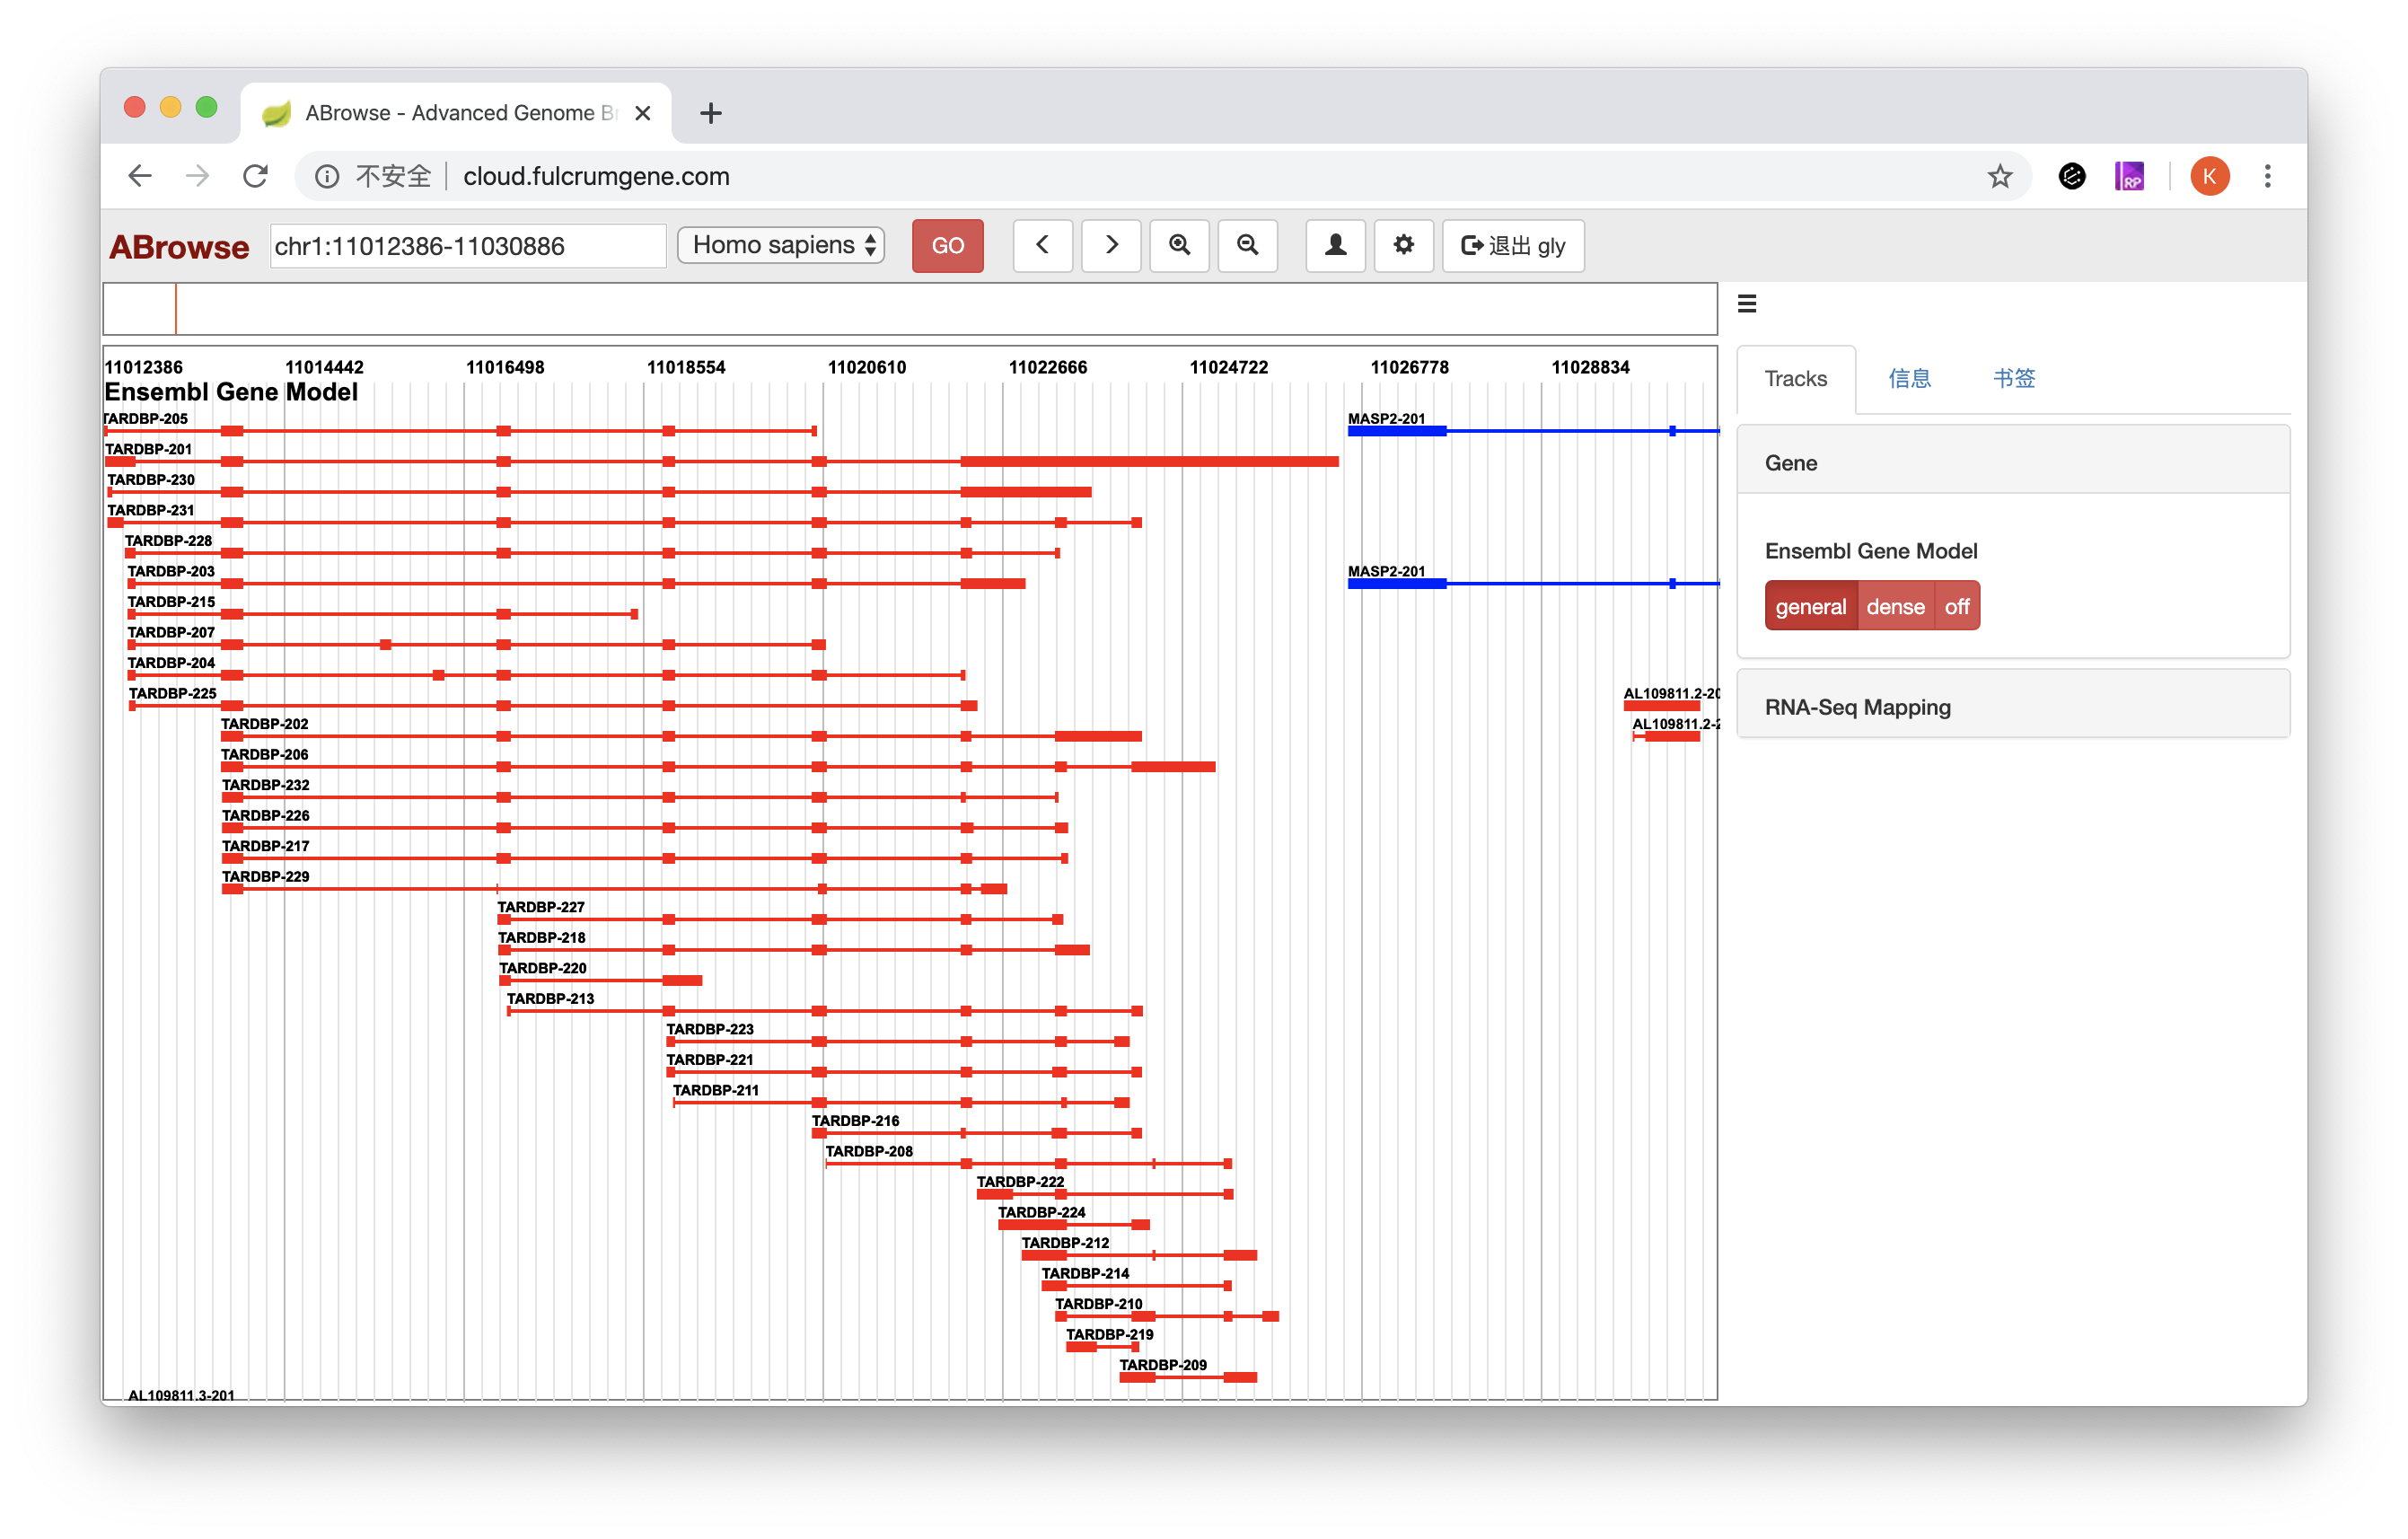 ABrowse - Advanced Genome Br
不安全 cloud.fulcrumgene.com
K
ABrowse chr1:11012386-11030886 Homo sapiens GO 退出 gly
11012386 11014442 11016498 11018554 11020610 11022666 11024722 11026778 11028834
Ensembl Gene Model
TARDBP-205 MASP2-201
TARDBP-201
TARDBP-230
TARDBP-231
TARDBP-228
TARDBP-203 MASP2-201
TARDBP-215
TARDBP-207
TARDBP-204
TARDBP-225 AL109811.2-20
TARDBP-202 AL109811.2-2
TARDBP-206
TARDBP-232
TARDBP-226
TARDBP-217
TARDBP-229
TARDBP-227
TARDBP-218
TARDBP-220
TARDBP-213
TARDBP-223
TARDBP-221
TARDBP-211
TARDBP-216
TARDBP-208
TARDBP-222
TARDBP-224
TARDBP-212
TARDBP-214
TARDBP-210
TARDBP-219
TARDBP-209
AL109811.3-201
Tracks 信息 书签
Gene
Ensembl Gene Model
general dense off
RNA-Seq Mapping
RP